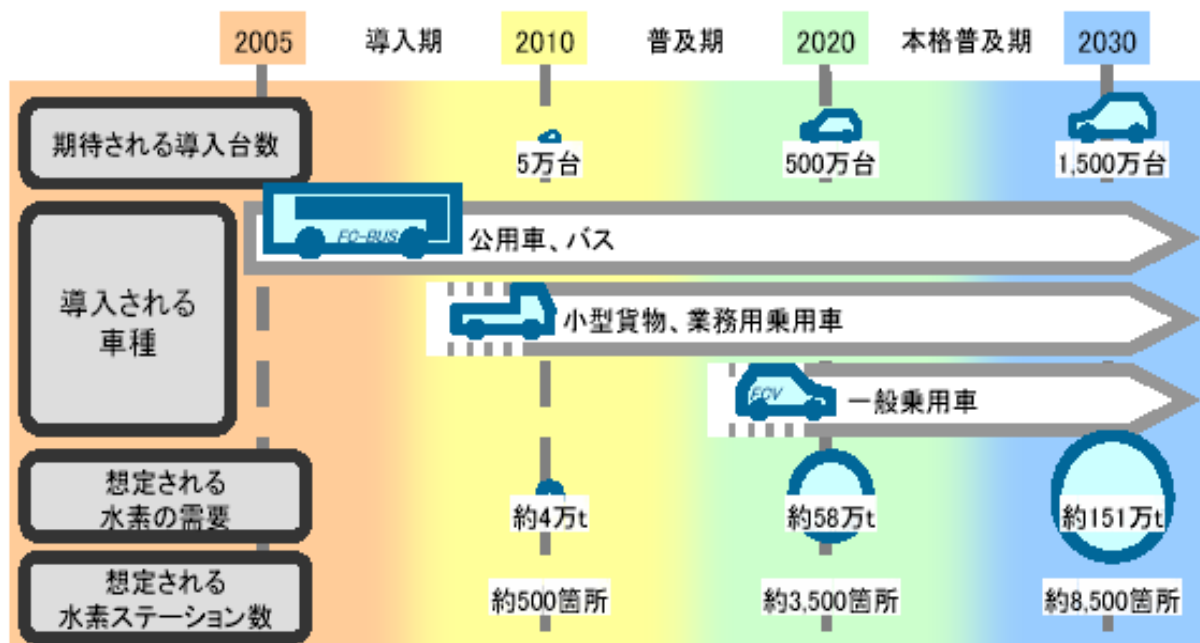 2005 導入期 2010 普及期 2020 本格普及期 2030
期待される導入台数
5万台 500万台 1,500万台
導入される
車種
FC-BUS 公用車、バス
小型貨物、業務用乗用車
FCV 一般乗用車
想定される
水素の需要
約4万t 約58万t 約151万t
想定される
水素ステーション数
約500箇所 約3,500箇所 約8,500箇所